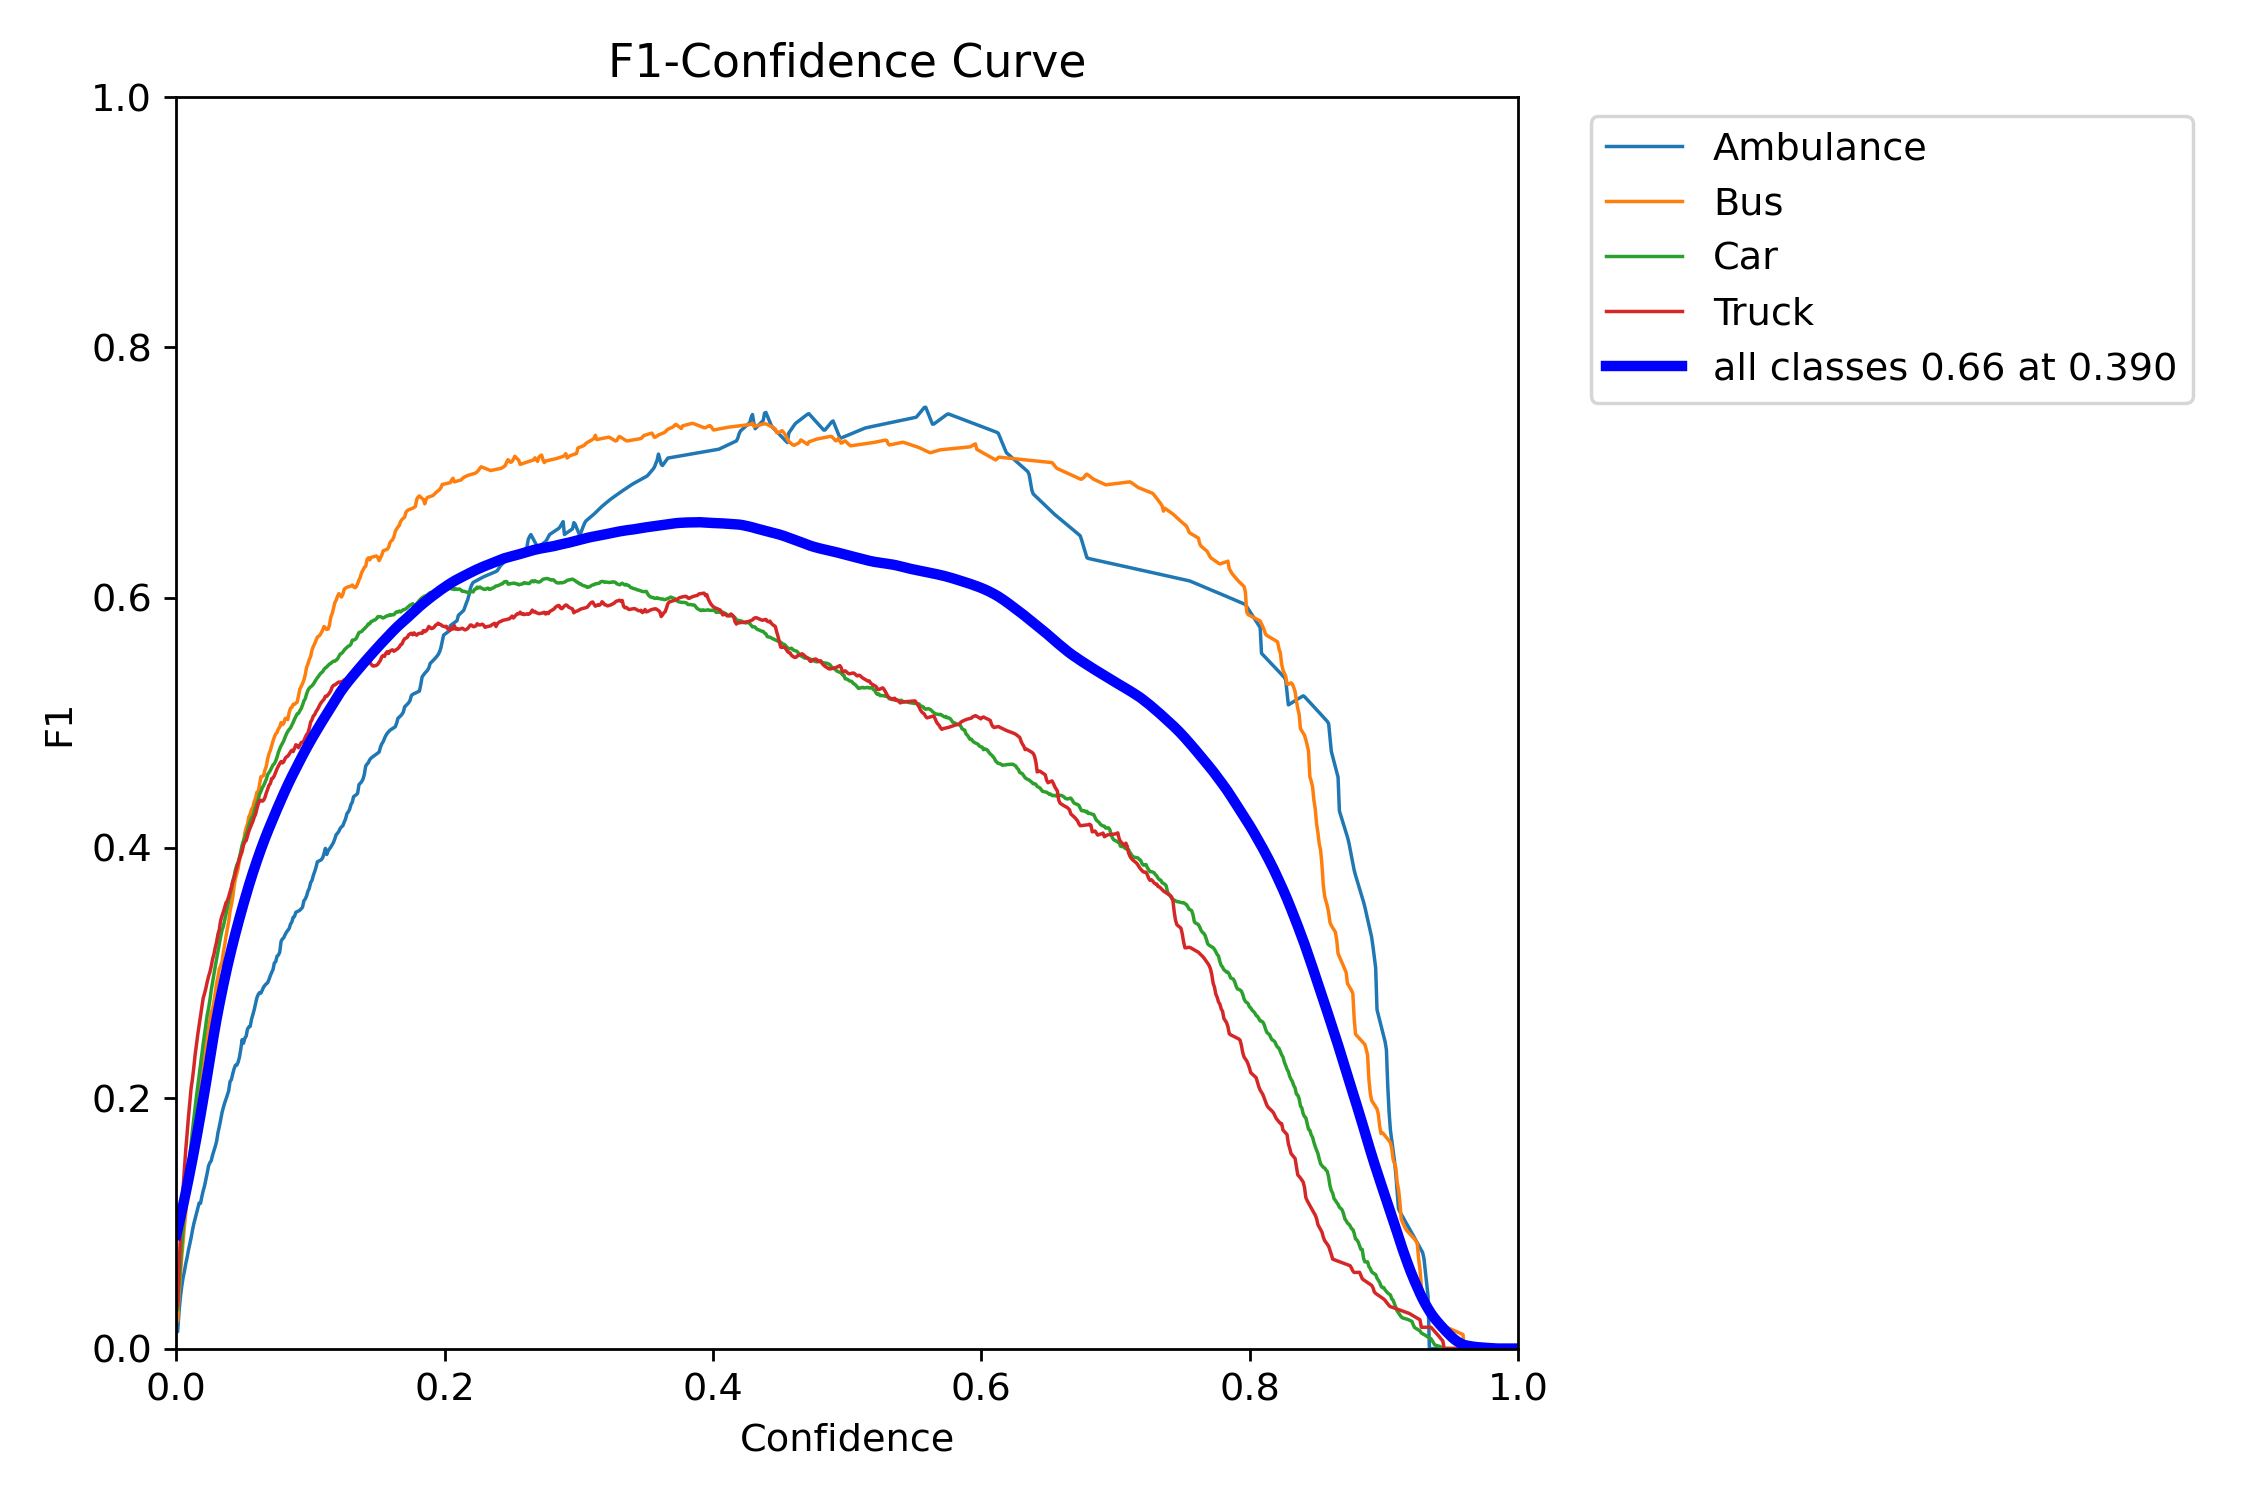 F1-Confidence Curve
1.0
0.8
0.6
0.4
0.2
0.0
F1
0.0 0.2 0.4 0.6 0.8 1.0
Confidence
Ambulance
Bus
Car
Truck
all classes 0.66 at 0.390